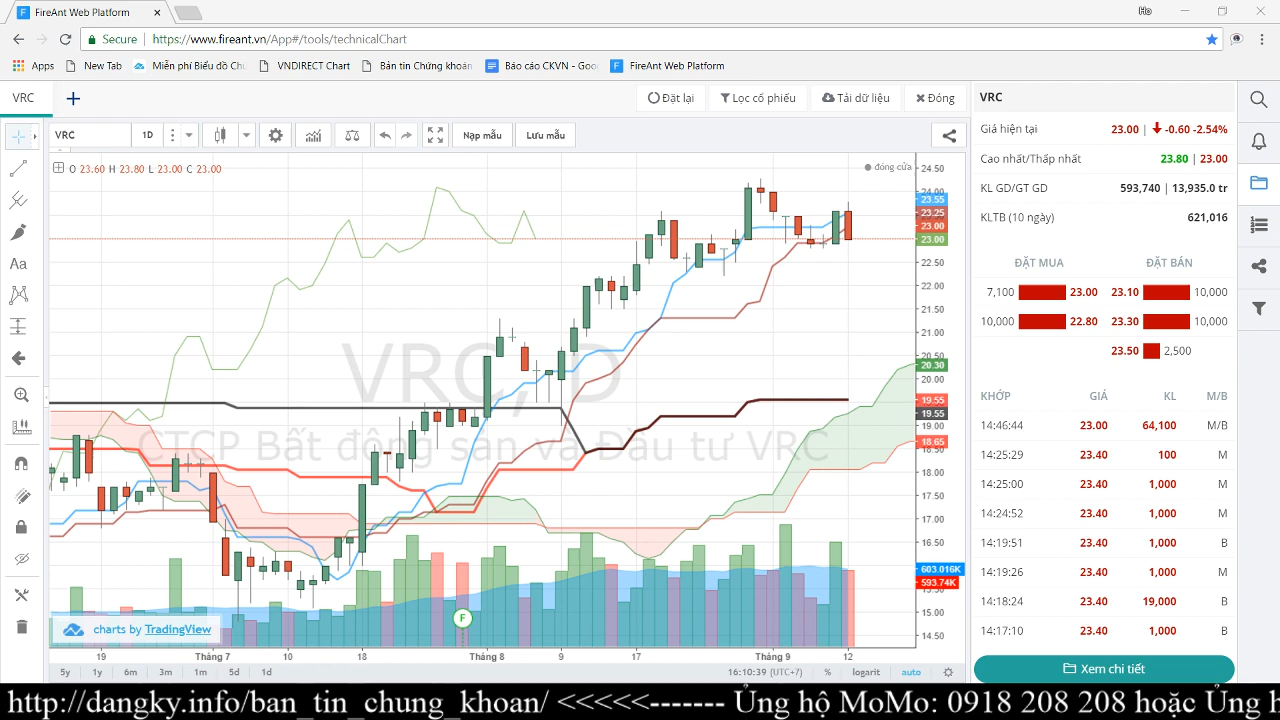 FireAnt Web Platform
Secure | https://www.fireant.vn/App#/tools/technicalChart
Apps New Tab Miễn phí Biểu đồ Chu VNDIRECT Chart Bản tin Chứng khoán Báo cáo CKVN - Goo FireAnt Web Platform
VRC
Đặt lại Lọc cổ phiếu Tải dữ liệu Đóng
VRC 1D Nạp mẫu Lưu mẫu
O 23.60 H 23.80 L 23.00 C 23.00
đóng cửa
VRC, D
CTCP Bất động sản và Đầu tư VRC
24.50
24.00
23.55
23.25
23.00
23.00
22.50
22.00
21.50
21.00
20.50
20.30
20.00
19.55
19.55
19.00
18.65
18.00
17.50
17.00
16.50
603.016K
593.74K
15.00
14.50
F
charts by TradingView
19 Tháng 7 10 18 Tháng 8 9 17 Tháng 9 12
5y 1y 6m 3m 1m 5d 1d 16:10:39 (UTC+7) % logarit auto
Aa
VRC
Giá hiện tại 23.00 | -0.60 -2.54%
Cao nhất/Thấp nhất 23.80 | 23.00
KL GD/GT GD 593,740 | 13,935.0 tr
KLTB (10 ngày) 621,016
ĐẶT MUA ĐẶT BÁN
7,100 23.00 23.10 10,000
10,000 22.80 23.30 10,000
23.50 2,500
KHỚP GIÁ KL M/B
14:46:44 23.00 64,100 M/B
14:25:29 23.40 100 M
14:25:00 23.40 1,000 M
14:24:52 23.40 1,000 M
14:19:51 23.40 1,000 B
14:19:26 23.40 1,000 M
14:18:24 23.40 19,000 B
14:17:10 23.40 1,000 B
Xem chi tiết
http://dangky.info/ban_tin_chung_khoan/ <<<<<------- Ủng hộ MoMo: 0918 208 208 hoặc Ủng h